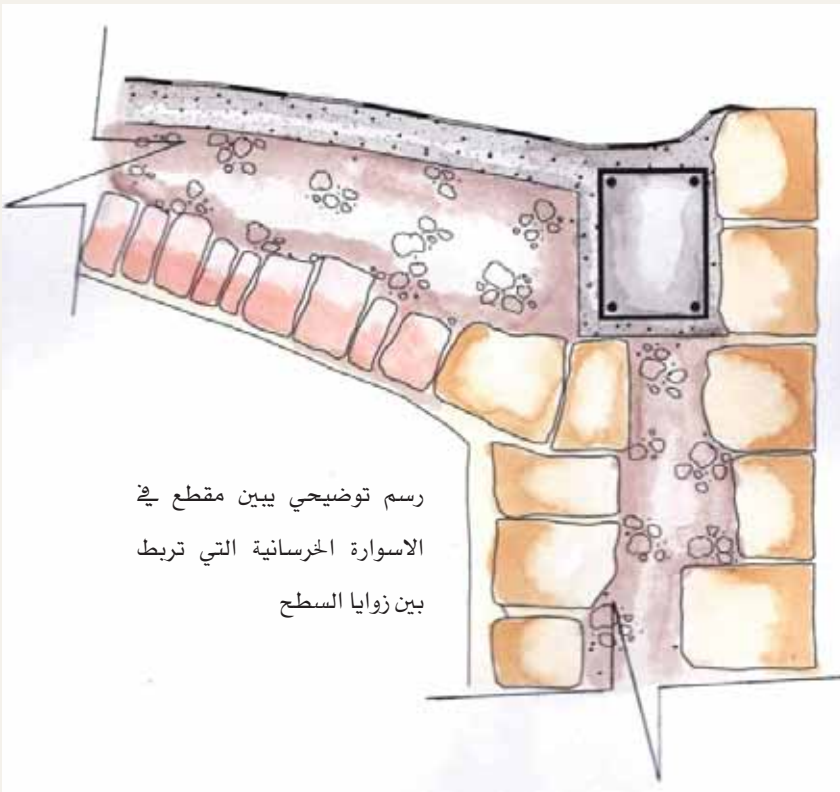 رسم توضيحي يبين مقطع في
الاسوارة الخرسانية التي تربط
بين زوايا السطح